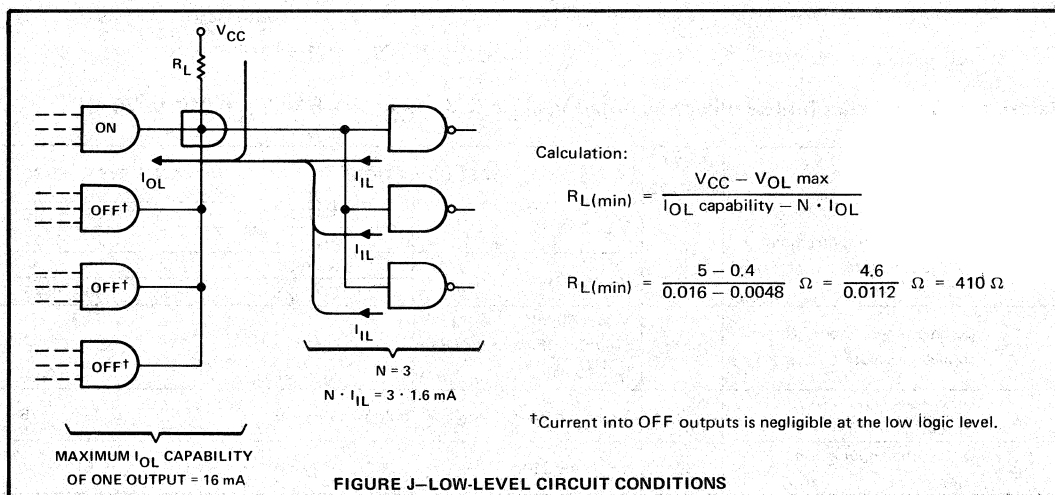 V_CC
R_L
ON
I_OL
I_IL
OFF†
I_IL
OFF†
I_IL
OFF†
N = 3
N · I_IL = 3 · 1.6 mA
MAXIMUM I_OL CAPABILITY
OF ONE OUTPUT = 16 mA
Calculation:
R_L(min) = (V_CC − V_OL max) / (I_OL capability − N · I_OL)
R_L(min) = (5 − 0.4) / (0.016 − 0.0048) Ω = 4.6 / 0.0112 Ω = 410 Ω
†Current into OFF outputs is negligible at the low logic level.
FIGURE J–LOW-LEVEL CIRCUIT CONDITIONS